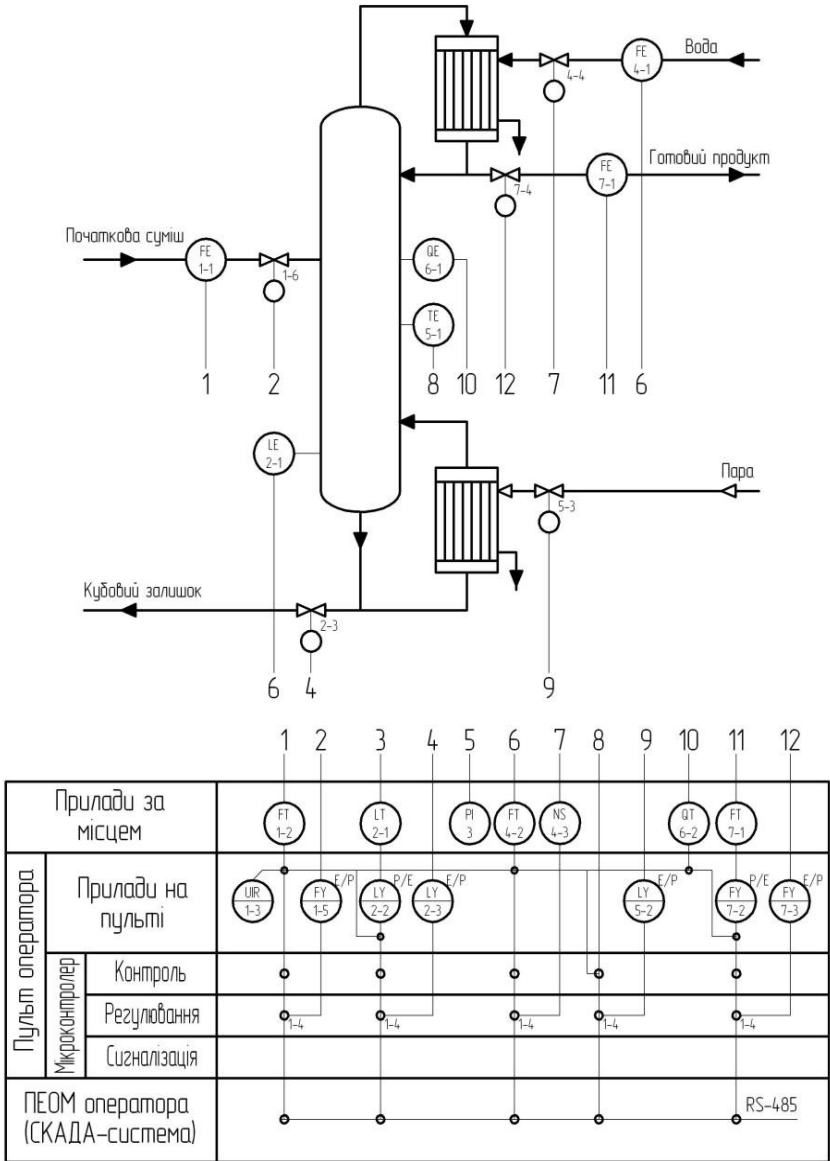 FE
4-1
Вода
4-4
Готовий продукт
FE
7-1
7-4
Початкова суміш
FE
1-1
1-6
QE
6-1
TE
5-1
1 2 8 10 12 7 11 6
LE
2-1
Пара
5-3
Кубовий залишок
2-3
6 4 9
1 2 3 4 5 6 7 8 9 10 11 12
Прилади за
місцем
FT
1-2
LT
2-1
PI
3
FT
4-2
NS
4-3
QT
6-2
FT
7-1
Пульт оператора
Прилади на
пульті
UIR
1-3
E/P
FY
1-5
P/E
LY
2-2
E/P
LY
2-3
E/P
LY
5-2
P/E
FY
7-2
E/P
FY
7-3
Мікроконтролер
Контроль
Регулювання
1-4 1-4 1-4 1-4 1-4
Сигналізація
ПЕОМ оператора
(СКАДА-система)
RS-485